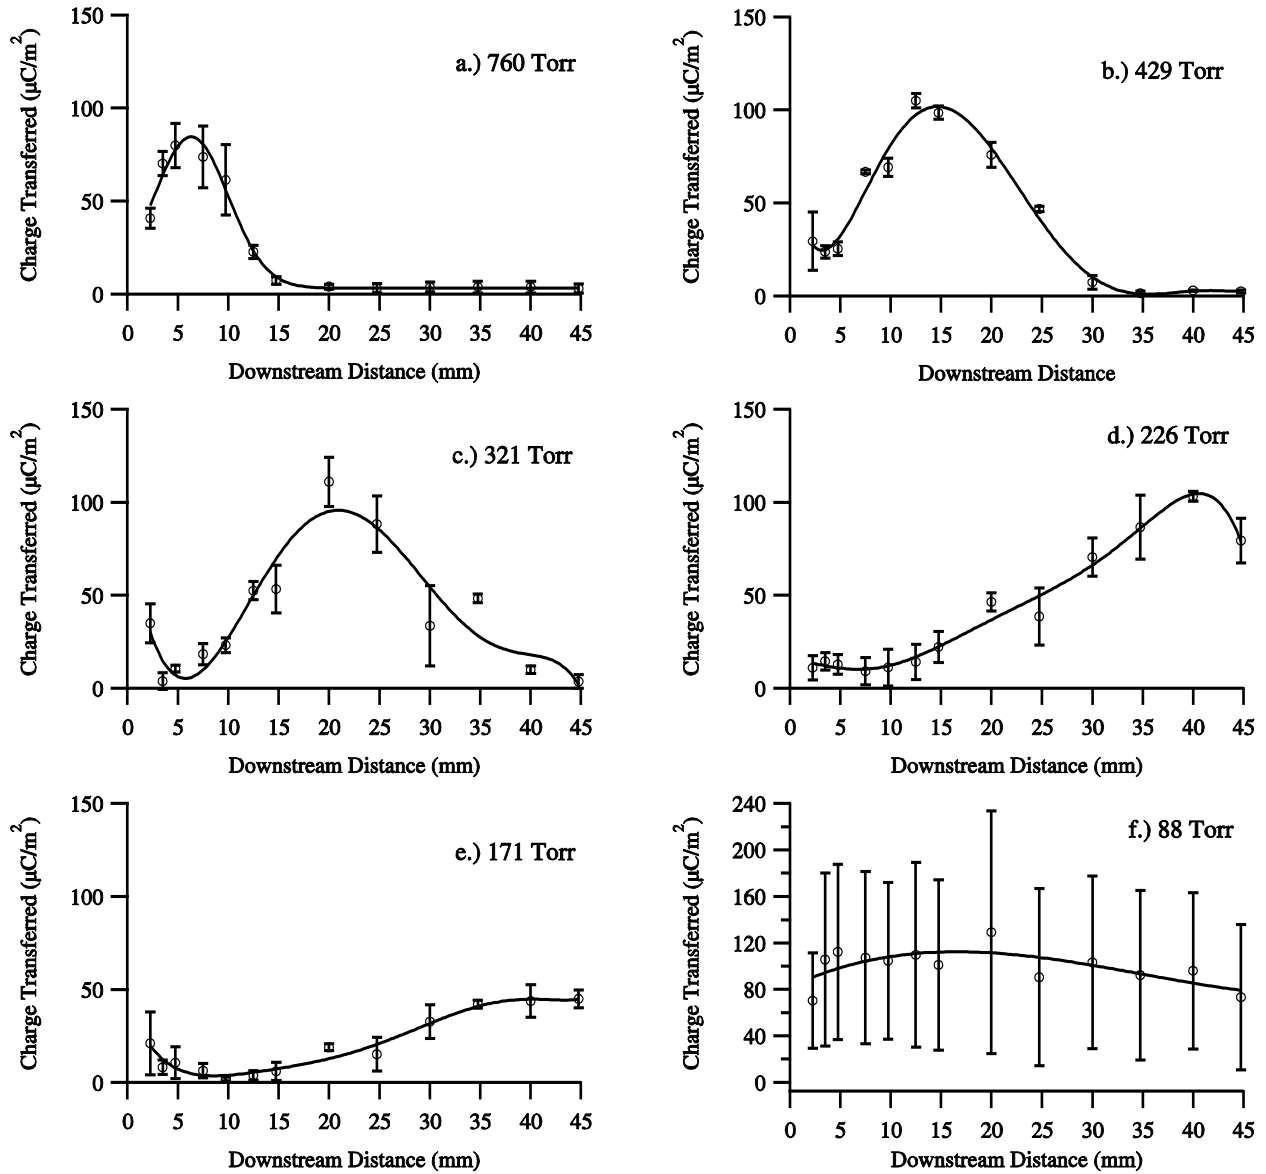 a.) 760 Torr
Charge Transferred (μC/m²)
150
100
50
0
0 5 10 15 20 25 30 35 40 45
Downstream Distance (mm)
b.) 429 Torr
Charge Transferred (μC/m²)
150
100
50
0
0 5 10 15 20 25 30 35 40 45
Downstream Distance
c.) 321 Torr
Charge Transferred (μC/m²)
150
100
50
0
0 5 10 15 20 25 30 35 40 45
Downstream Distance (mm)
d.) 226 Torr
Charge Transferred (μC/m²)
150
100
50
0
0 5 10 15 20 25 30 35 40 45
Downstream Distance (mm)
e.) 171 Torr
Charge Transferred (μC/m²)
150
100
50
0
0 5 10 15 20 25 30 35 40 45
Downstream Distance (mm)
f.) 88 Torr
Charge Transferred (μC/m²)
240
200
160
120
80
40
0
0 5 10 15 20 25 30 35 40 45
Downstream Distance (mm)